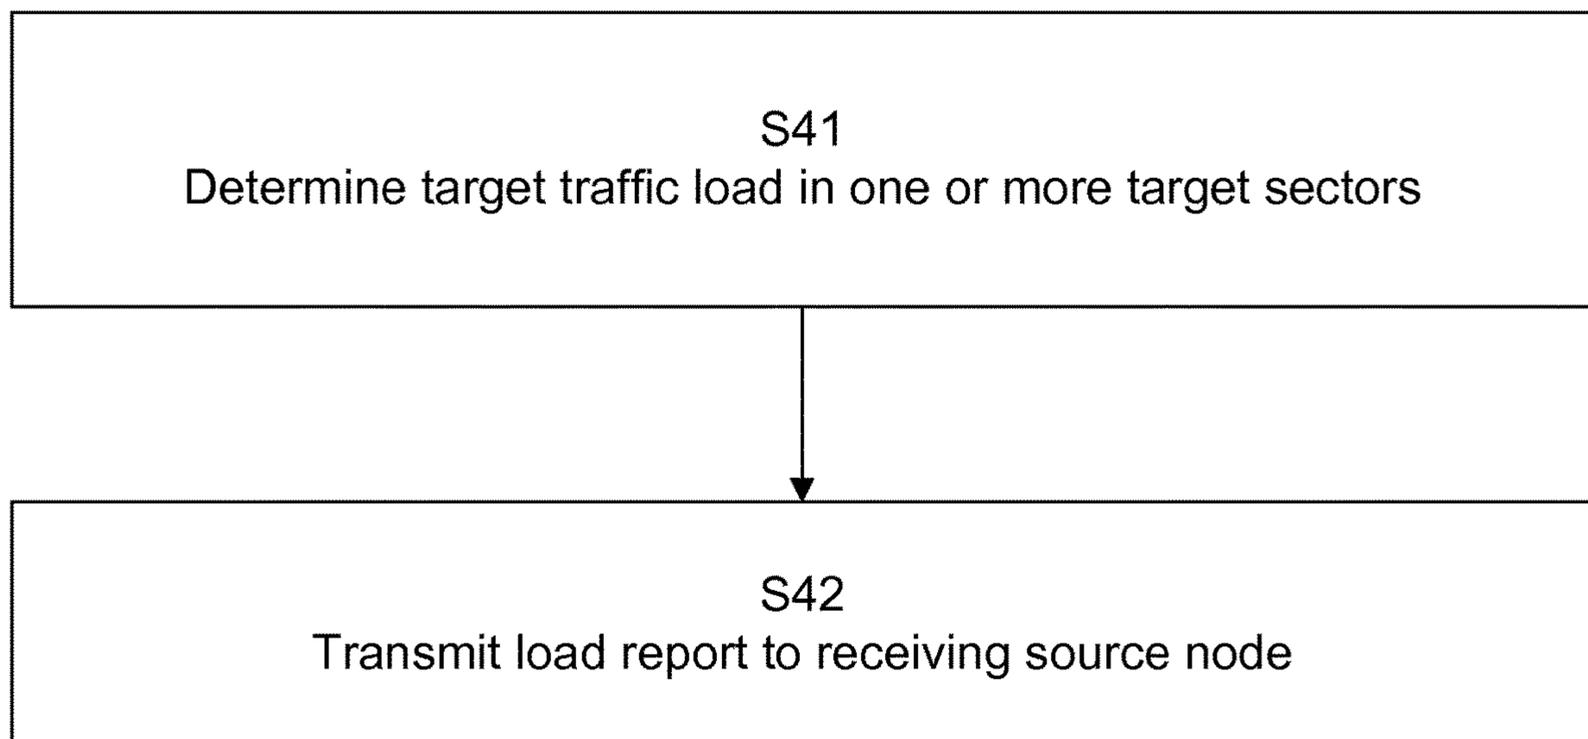 S41
Determine target traffic load in one or more target sectors
S42
Transmit load report to receiving source node